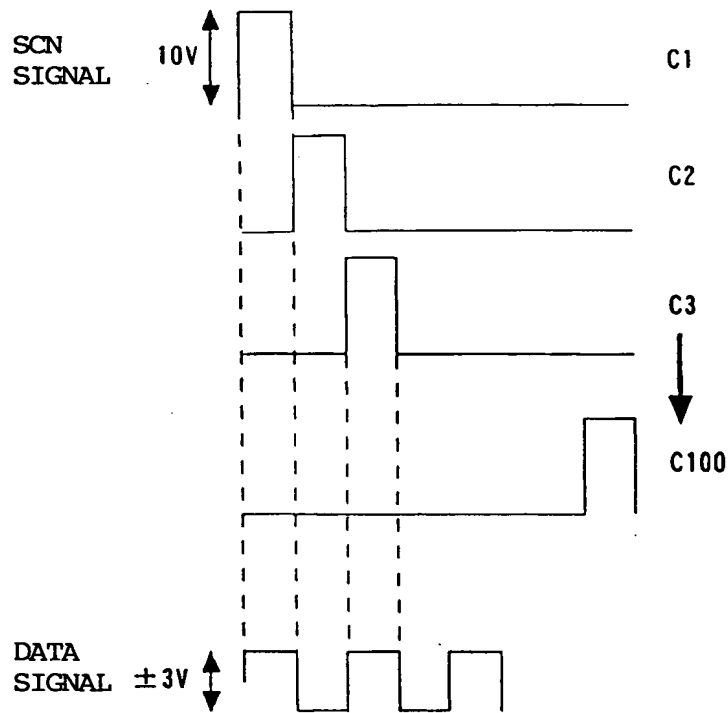 SCN
SIGNAL
10V
C1
C2
C3
C100
DATA
SIGNAL
±3V